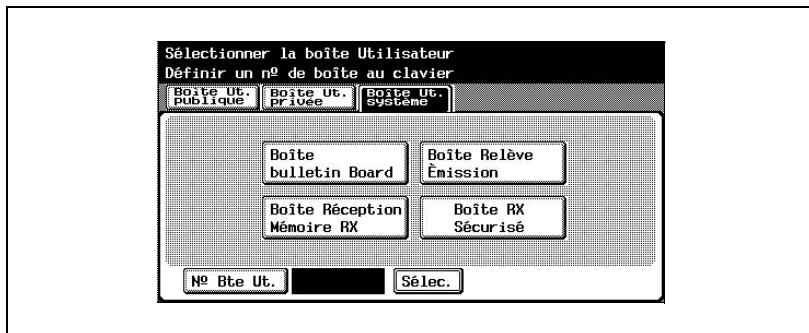 Sélectionner la boîte Utilisateur
Définir un nº de boîte au clavier
Boîte Ut. publique
Boîte Ut. privée
Boîte Ut. système
Boîte bulletin Board
Boîte Relève Èmission
Boîte Réception Mémoire RX
Boîte RX Sécurisé
Nº Bte Ut.
Sélec.